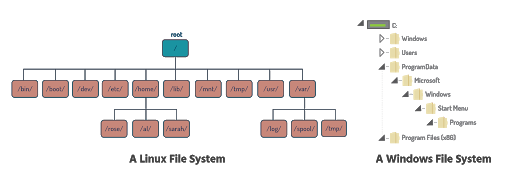 root
/
/bin/ /boot/ /dev/ /etc/ /home/ /lib/ /mnt/ /tmp/ /usr/ /var/
/rose/ /al/ /sarah/ /log/ /spool/ /tmp/
A Linux File System
C:
Windows
Users
ProgramData
Microsoft
Windows
Start Menu
Programs
Program Files (x86)
A Windows File System